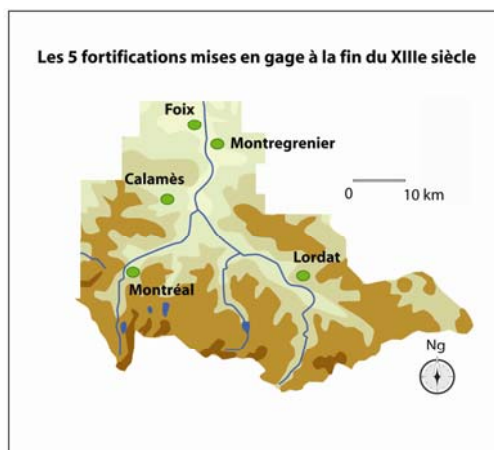 Les 5 fortifications mises en gage à la fin du XIIIe siècle
Foix
Montregrenier
Calamès
0 10 km
Lordat
Montréal
Ng